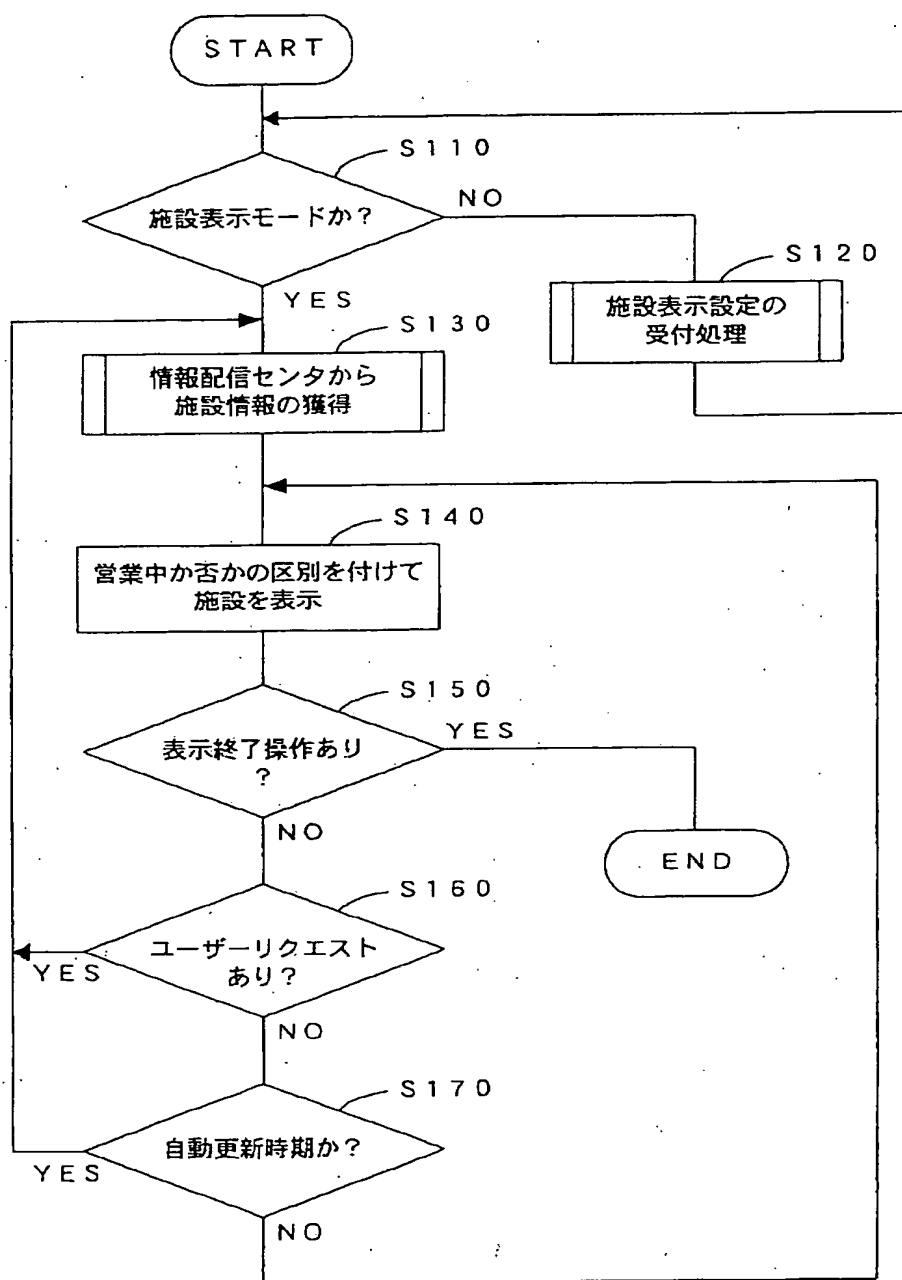 START
S110
施設表示モードか？
NO
YES
S120
施設表示設定の
受付処理
S130
情報配信センタから
施設情報の獲得
S140
営業中か否かの区別を付けて
施設を表示
S150
表示終了操作あり
？
YES
NO
END
S160
ユーザーリクエスト
あり？
YES
NO
S170
自動更新時期か？
YES
NO